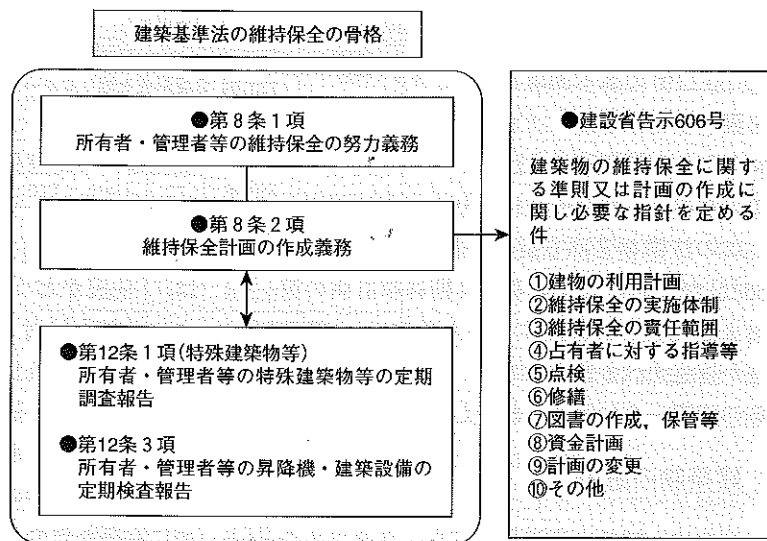 建築基準法の維持保全の骨格
●第8条1項
所有者・管理者等の維持保全の努力義務
●第8条2項
維持保全計画の作成義務
●第12条1項(特殊建築物等)
所有者・管理者等の特殊建築物等の定期
調査報告
●第12条3項
所有者・管理者等の昇降機・建築設備の
定期検査報告
●建設省告示606号
建築物の維持保全に関す
る準則又は計画の作成に
関し必要な指針を定める
件
①建物の利用計画
②維持保全の実施体制
③維持保全の責任範囲
④占有者に対する指導等
⑤点検
⑥修繕
⑦図書の作成，保管等
⑧資金計画
⑨計画の変更
⑩その他